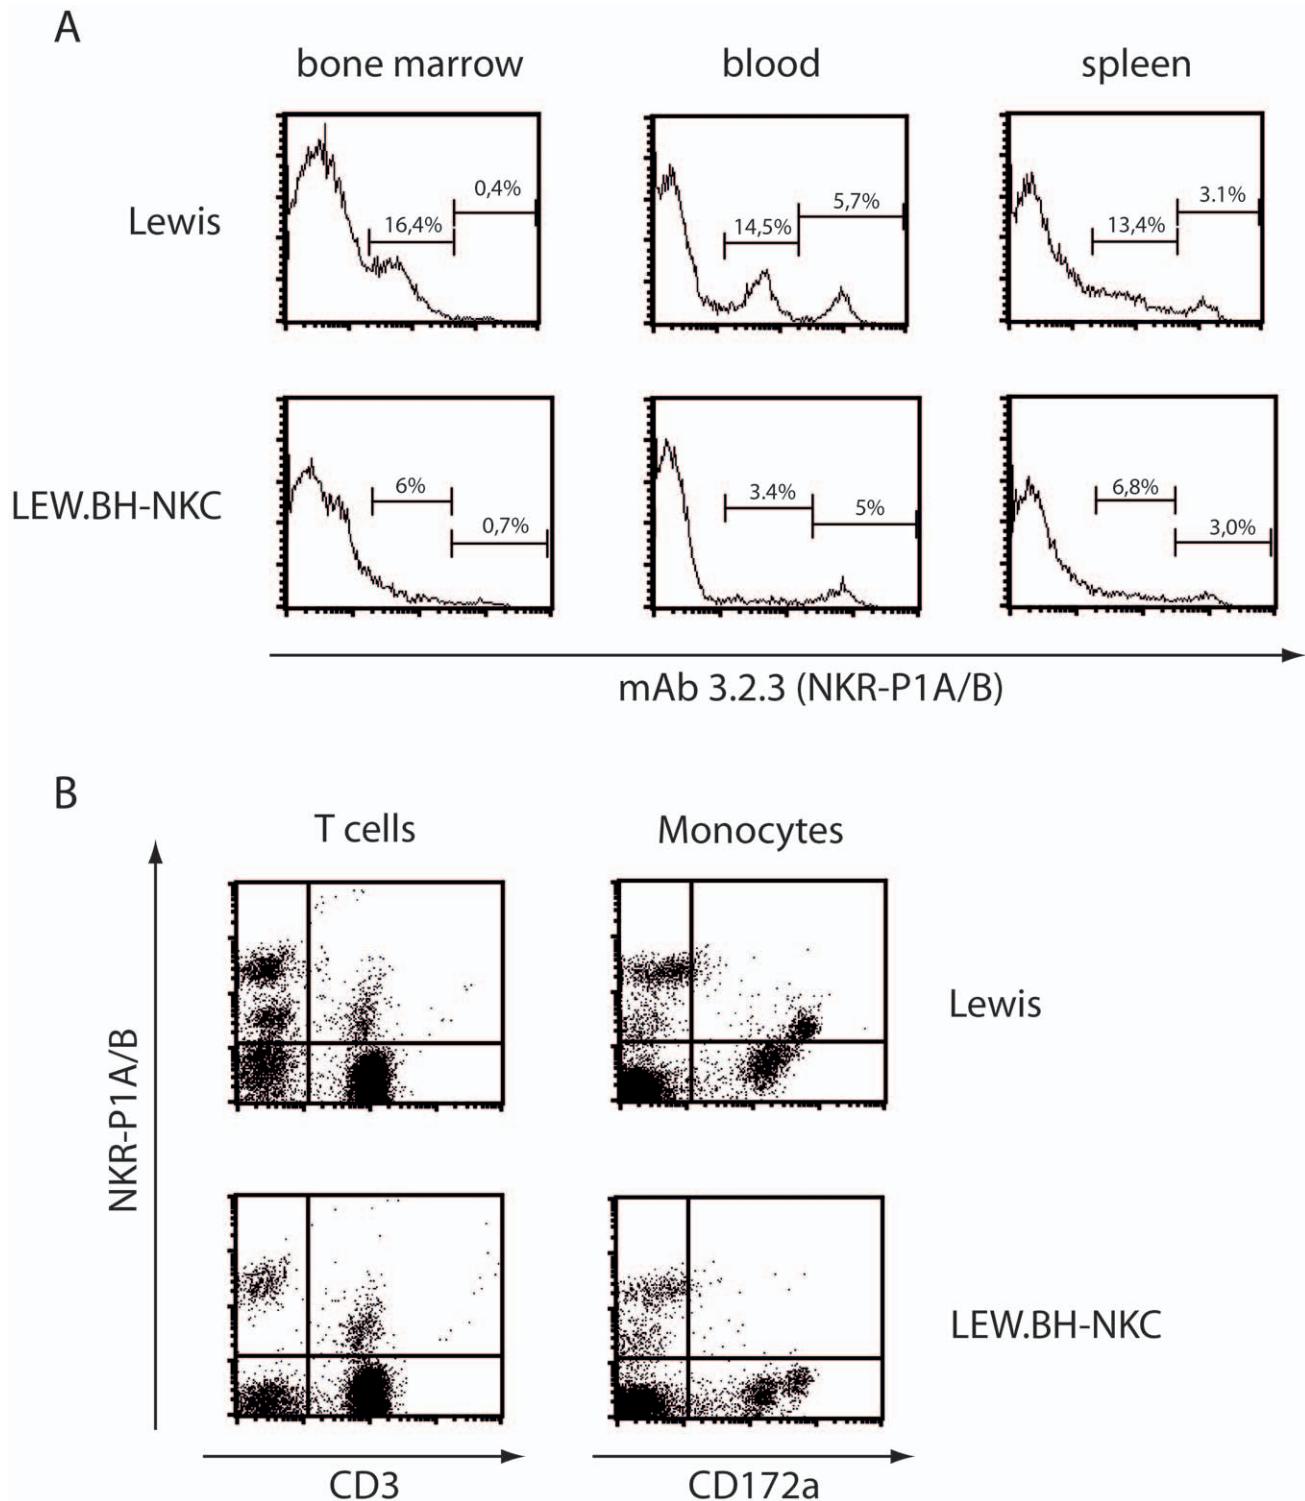 A
bone marrow
blood
spleen
Lewis
0,4%
16,4%
5,7%
14,5%
3.1%
13,4%
LEW.BH-NKC
6%
0,7%
3.4%
5%
6,8%
3,0%
mAb 3.2.3 (NKR-P1A/B)
B
T cells
Monocytes
NKR-P1A/B
Lewis
LEW.BH-NKC
CD3
CD172a